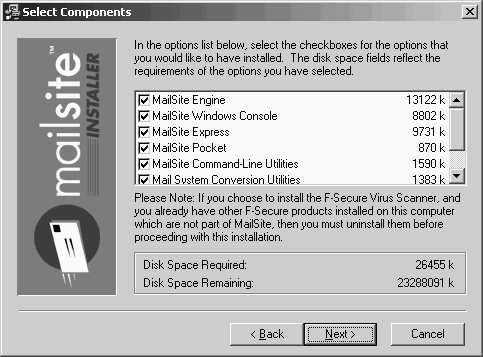 Select Components
mailsite™
INSTALLER
In the options list below, select the checkboxes for the options that
you would like to have installed. The disk space fields reflect the
requirements of the options you have selected.
MailSite Engine 13122 k
MailSite Windows Console 8802 k
MailSite Express 9731 k
MailSite Pocket 870 k
MailSite Command-Line Utilities 1590 k
Mail System Conversion Utilities 1383 k
Please Note: If you choose to install the F-Secure Virus Scanner, and
you already have other F-Secure products installed on this computer
which are not part of MailSite, then you must uninstall them before
proceeding with this installation.
Disk Space Required: 26455 k
Disk Space Remaining: 23288091 k
< Back Next > Cancel